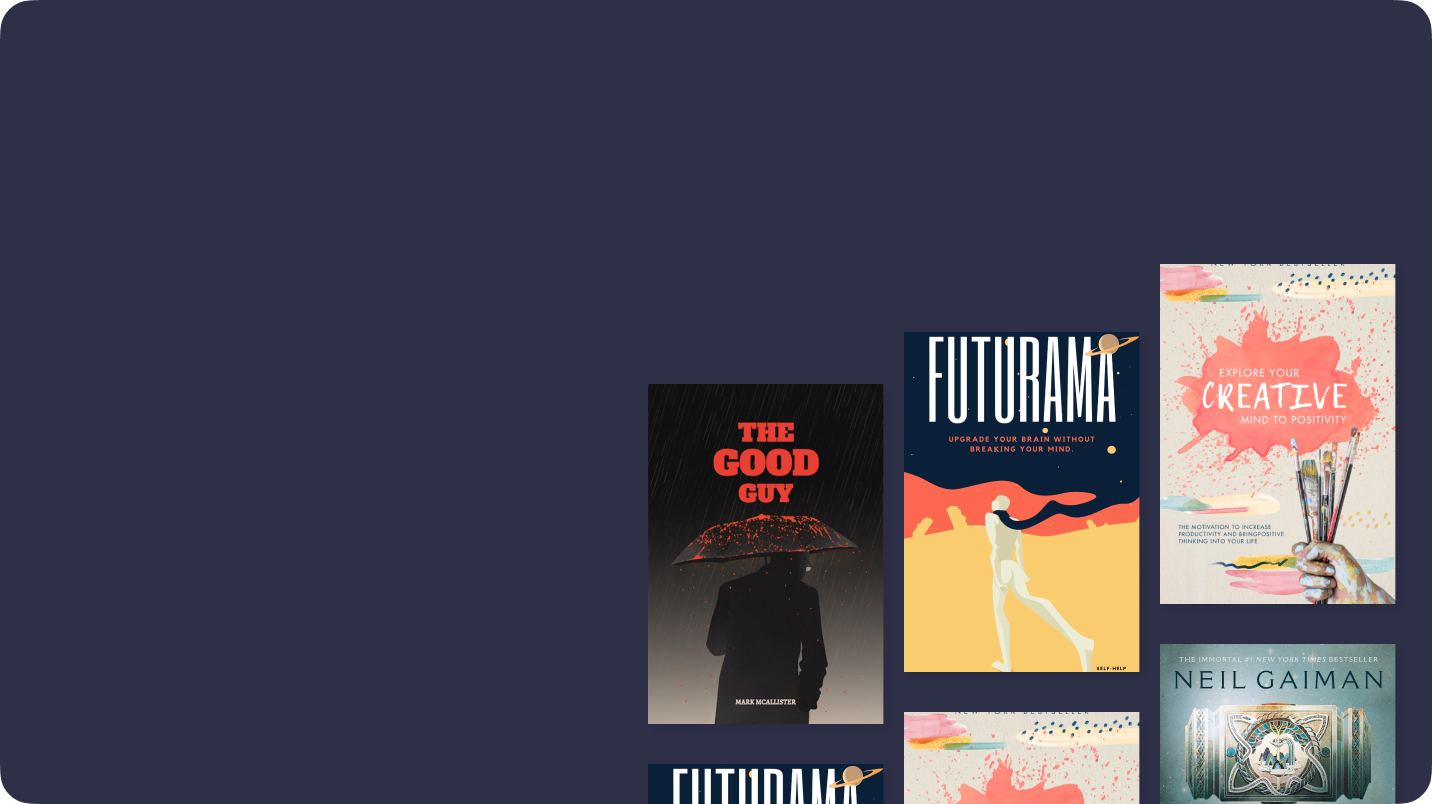 THE
GOOD
GUY
MARK MCALLISTER
FUTURAMA
UPGRADE YOUR BRAIN WITHOUT
BREAKING YOUR MIND.
SELF-HELP
NEW YORK BESTSELLER
EXPLORE YOUR
CREATIVE
MIND TO POSITIVITY
THE MOTIVATION TO INCREASE
PRODUCTIVITY AND BRINGPOSITIVE
THINKING INTO YOUR LIFE
FUTURAMA
NEW YORK BESTSELLER
THE IMMORTAL #1 NEW YORK TIMES BESTSELLER
NEIL GAIMAN